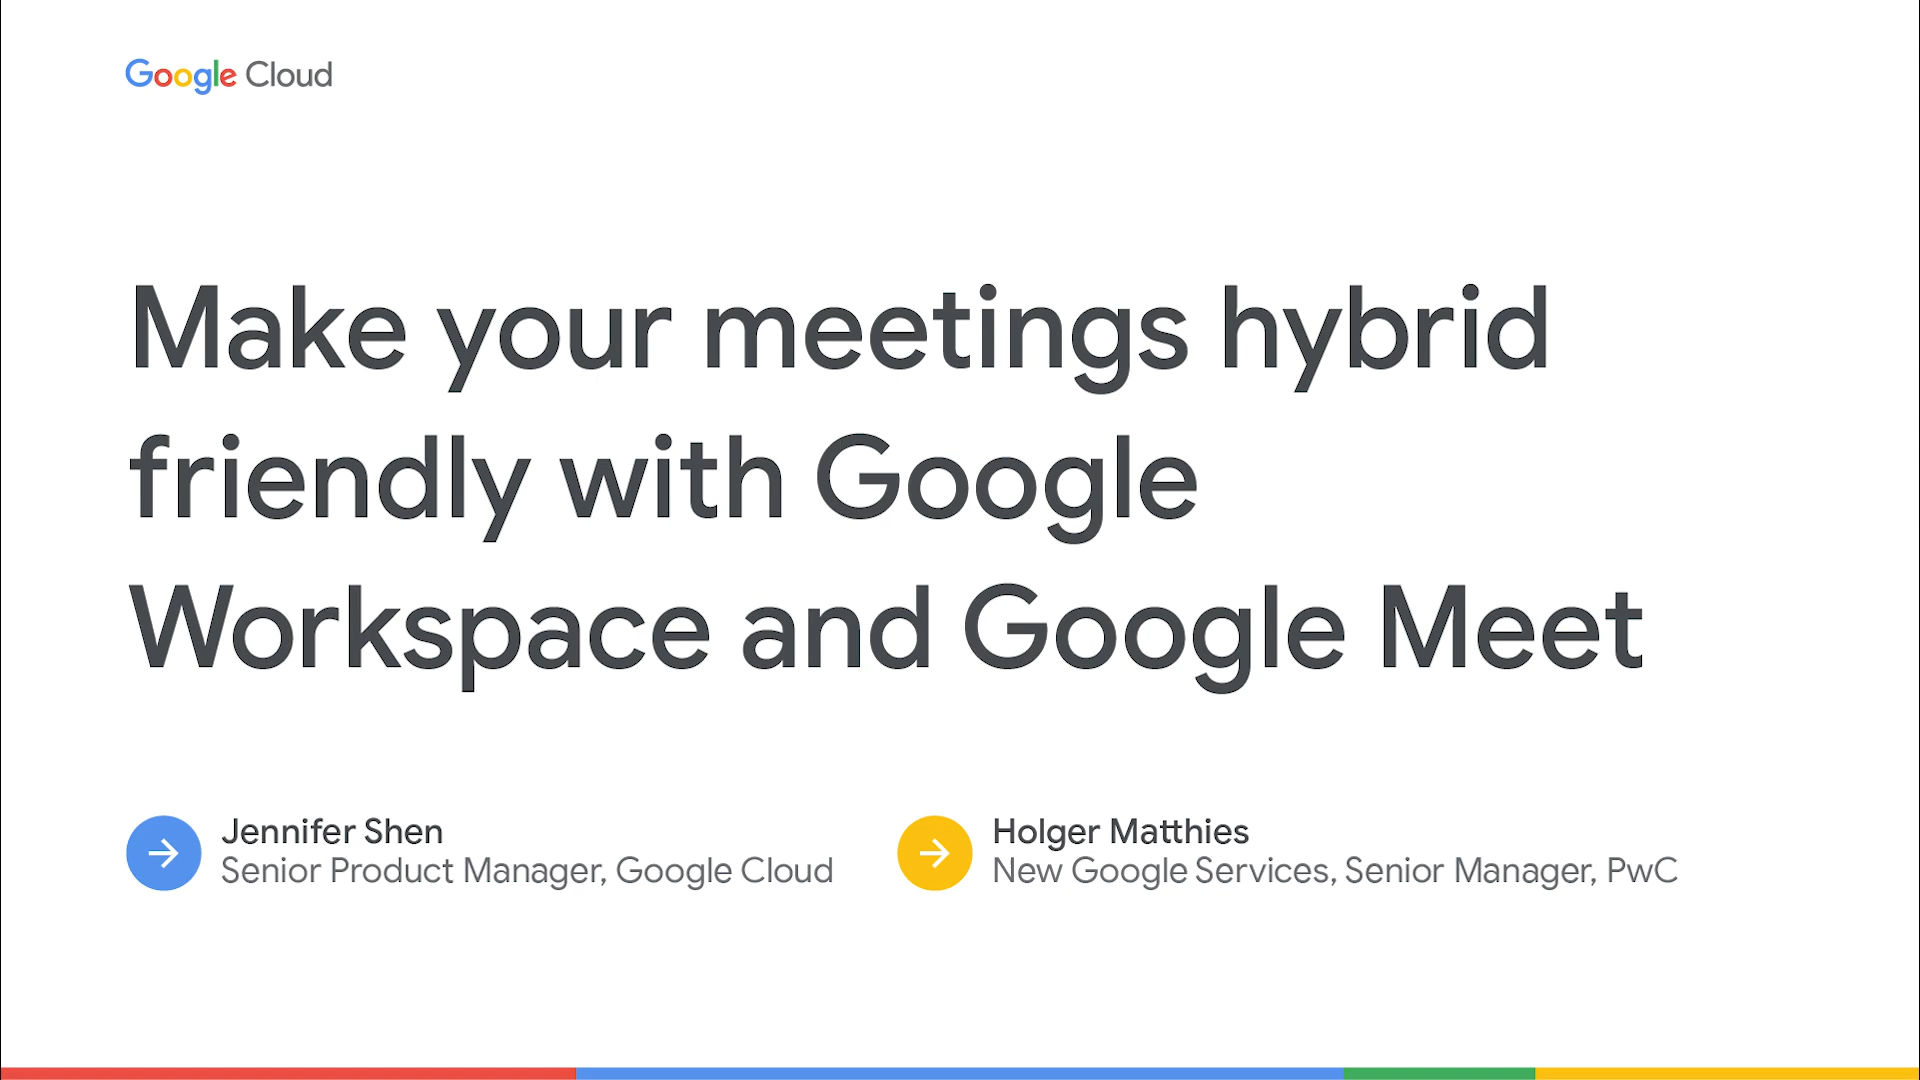 Google Cloud
Make your meetings hybrid
friendly with Google
Workspace and Google Meet
Jennifer Shen
Senior Product Manager, Google Cloud
Holger Matthies
New Google Services, Senior Manager, PwC